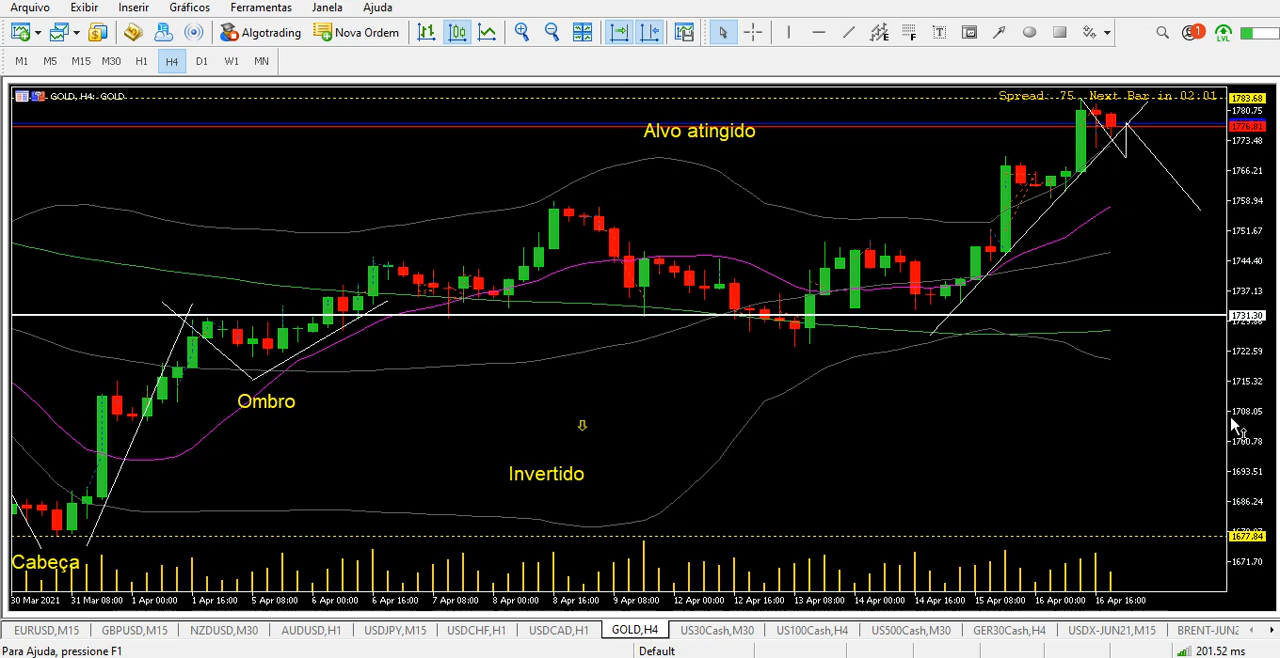 Arquivo Exibir Inserir Gráficos Ferramentas Janela Ajuda
Algotrading Nova Ordem
1
LVL
M1 M5 M15 M30 H1 H4 D1 W1 MN
GOLD, H4: GOLD
Spread: 75 Next Bar in 02:01
1783.68
1780.75
Alvo atingido
1776.81
1773.48
1766.21
1758.94
1751.67
1744.40
1737.13
1731.30
1722.59
1715.32
Ombro
1708.05
1700.78
Invertido
1693.51
1686.24
1677.84
Cabeça
1671.70
30 Mar 2021 31 Mar 08:00 1 Apr 00:00 1 Apr 16:00 5 Apr 08:00 6 Apr 00:00 6 Apr 16:00 7 Apr 08:00 8 Apr 00:00 8 Apr 16:00 9 Apr 08:00 12 Apr 00:00 12 Apr 16:00 13 Apr 08:00 14 Apr 00:00 14 Apr 16:00 15 Apr 08:00 16 Apr 00:00 16 Apr 16:00
EURUSD,M15 GBPUSD,M15 NZDUSD,M30 AUDUSD,H1 USDJPY,M15 USDCHF,H1 USDCAD,H1 GOLD,H4 US30Cash,M30 US100Cash,H4 US500Cash,M30 GER30Cash,H4 USDX-JUN21,M15 BRENT-JUN2
Para Ajuda, pressione F1 Default 201.52 ms